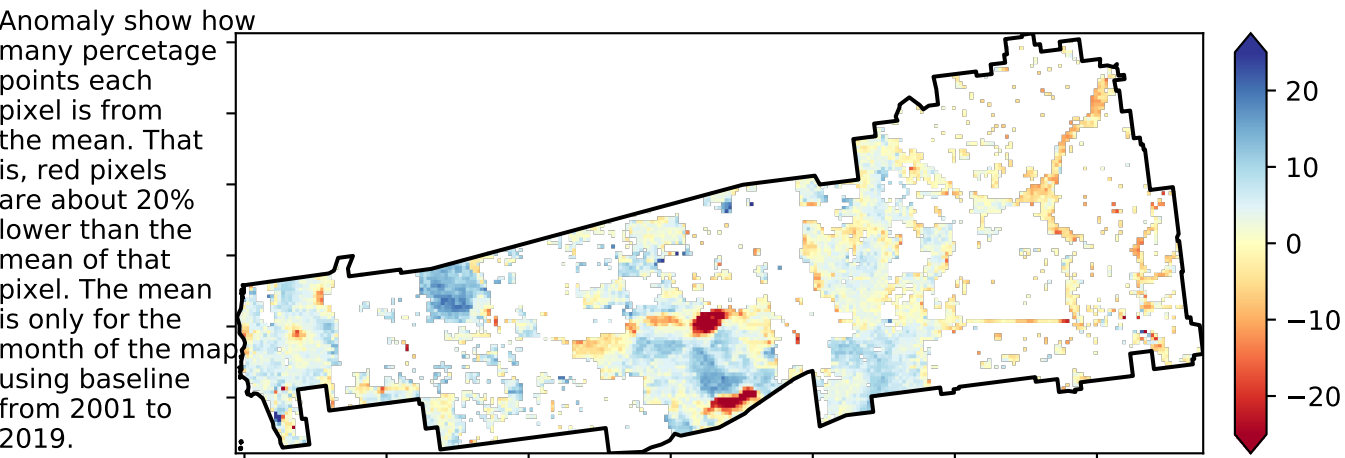 Anomaly show how
many percetage
points each
pixel is from
the mean. That
is, red pixels
are about 20%
lower than the
mean of that
pixel. The mean
is only for the
month of the map
using baseline
from 2001 to
2019.
20
10
0
−10
−20